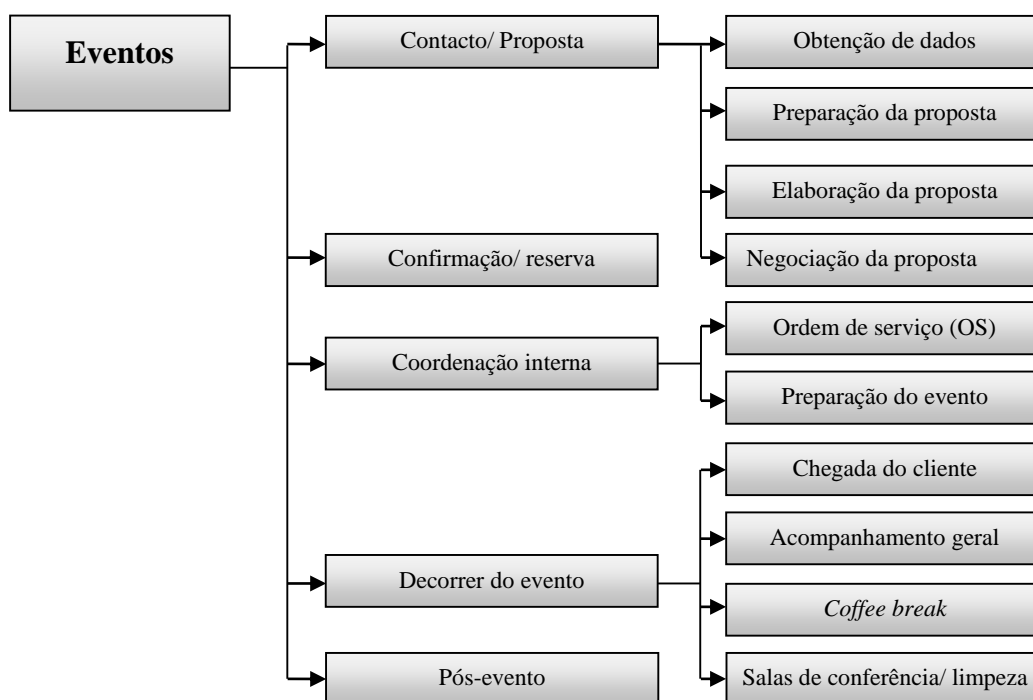 Eventos
Contacto/ Proposta
Obtenção de dados
Preparação da proposta
Elaboração da proposta
Negociação da proposta
Confirmação/ reserva
Coordenação interna
Ordem de serviço (OS)
Preparação do evento
Decorrer do evento
Chegada do cliente
Acompanhamento geral
Coffee break
Salas de conferência/ limpeza
Pós-evento